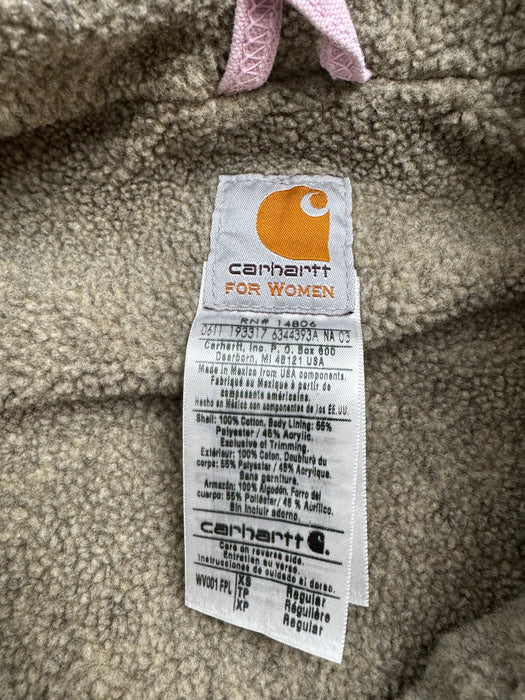 carhartt
FOR WOMEN
RN# 14806
0611 193317 6344393A NA 03
Carhartt, Inc. P. O. Box 600
Dearborn, MI 48121 USA
Made in Mexico from USA components.
Fabriqué au Mexique à partir de
composants américains.
Hecho en México con componentes de los EE.UU.
Shell: 100% Cotton, Body Lining: 55%
Polyester / 45% Acrylic.
Exclusive of Trimming.
Extérieur: 100% Coton, Doublure du
corps: 55% Polyester / 45% Acrylique.
Sans garniture.
Armazón: 100% Algodón, Forro del
cuerpo: 55% Poliéster / 45 % Acrílico.
Sin incluir adorno.
carhartt
Care on reverse side.
Entretien au verso.
Instrucciones de cuidado al dorso.
WV001 FPL
XS Regular
TP Régulière
XP Regular